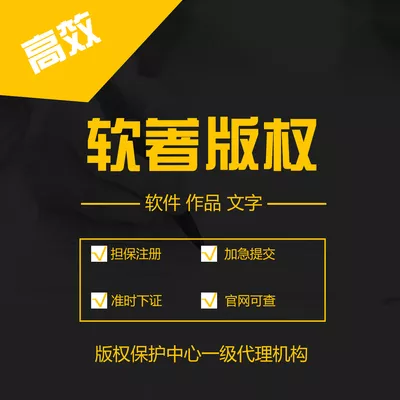 高效
软著版权
软件 作品 文字
担保注册 加急提交
准时下证 官网可查
版权保护中心一级代理机构